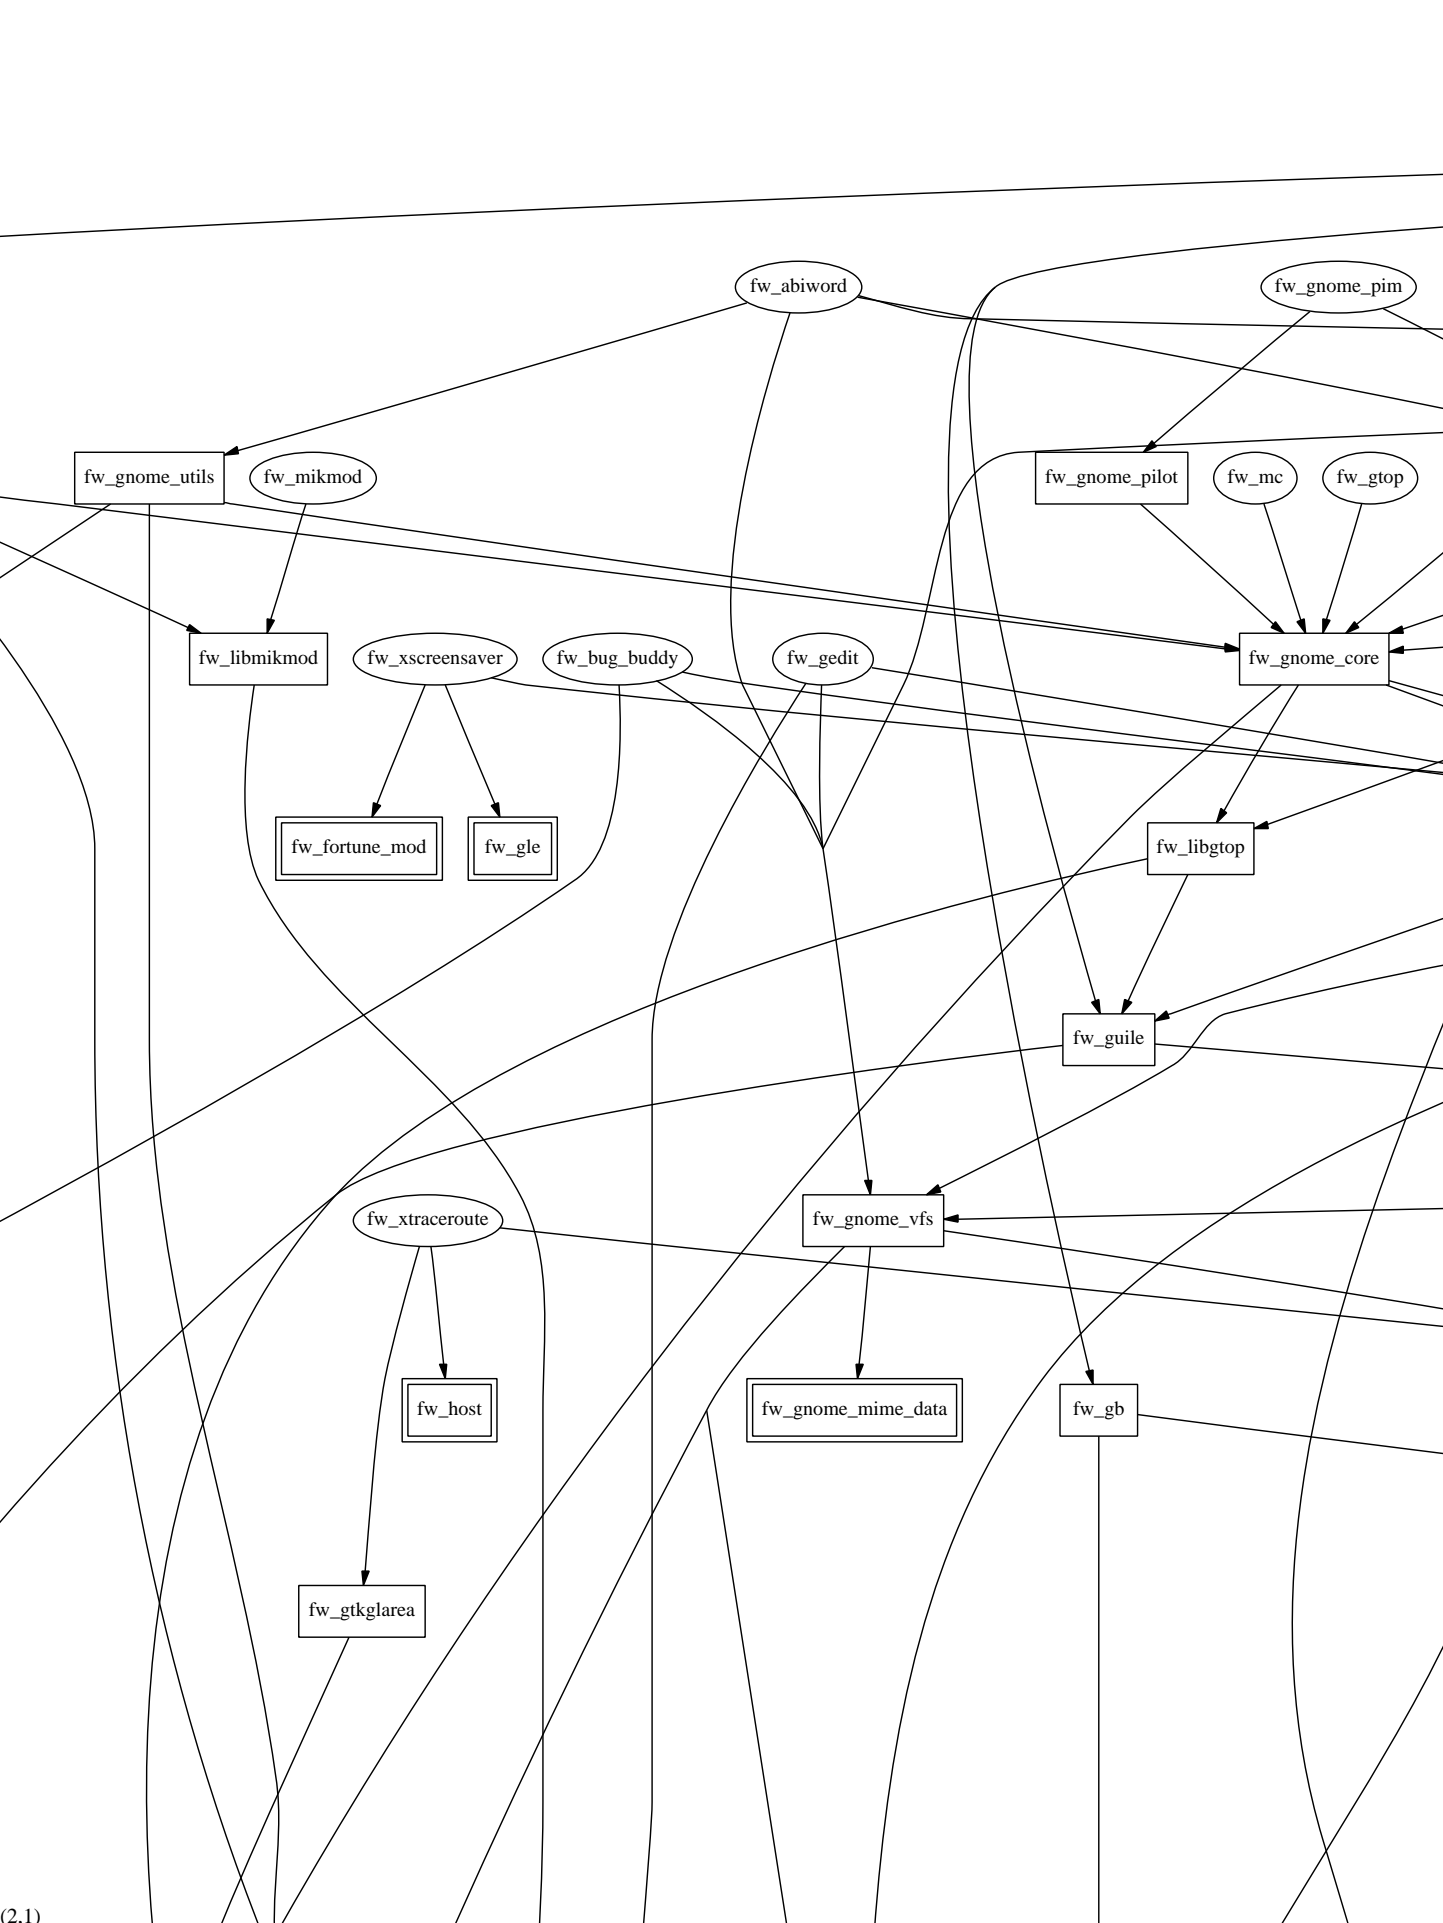 fw_abiword
fw_gnome_pim
fw_gnome_utils
fw_mikmod
fw_gnome_pilot
fw_mc
fw_gtop
fw_libmikmod
fw_xscreensaver
fw_bug_buddy
fw_gedit
fw_gnome_core
fw_fortune_mod
fw_gle
fw_libgtop
fw_guile
fw_xtraceroute
fw_gnome_vfs
fw_host
fw_gnome_mime_data
fw_gb
fw_gtkglarea
(2,1)